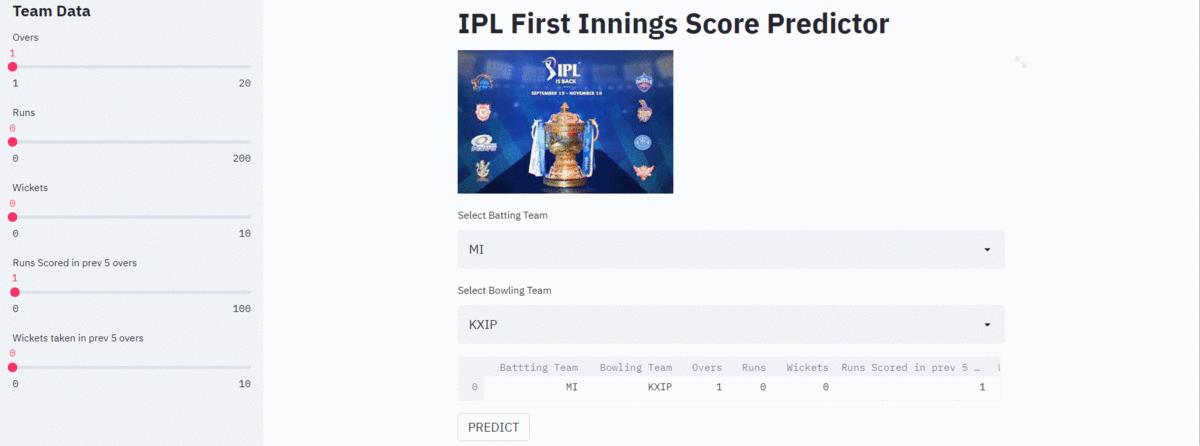 Team Data
Overs
1
1 20
Runs
0
0 200
Wickets
0
0 10
Runs Scored in prev 5 overs
1
0 100
Wickets taken in prev 5 overs
0
0 10
IPL First Innings Score Predictor
IPL
IS BACK
SEPTEMBER 19 - NOVEMBER 10
Select Batting Team
MI
Select Bowling Team
KXIP
Battting Team Bowling Team Overs Runs Wickets Runs Scored in prev 5 …
0 MI KXIP 1 0 0 1
PREDICT